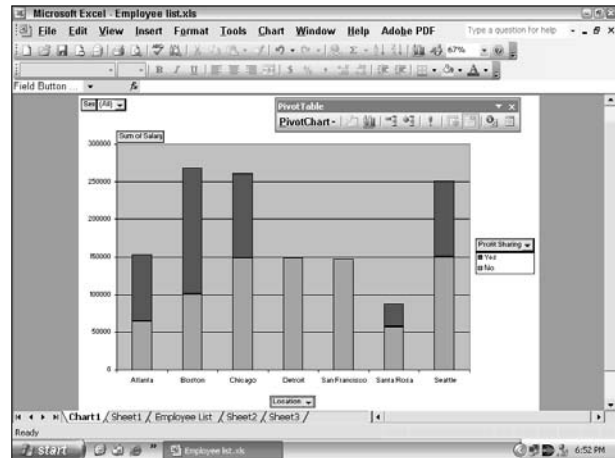 Microsoft Excel - Employee list.xls
File Edit View Insert Format Tools Chart Window Help Adobe PDF
Type a question for help
67%
Field Button ...
fx
Sex (All)
PivotTable
PivotChart
Sum of Salary
300000
250000
200000
150000
100000
50000
0
Profit Sharing
Yes
No
Atlanta Boston Chicago Detroit San Francisco Santa Rosa Seattle
Location
Chart1 / Sheet1 / Employee List / Sheet2 / Sheet3 /
Ready
start
Employee list.xls
6:52 PM